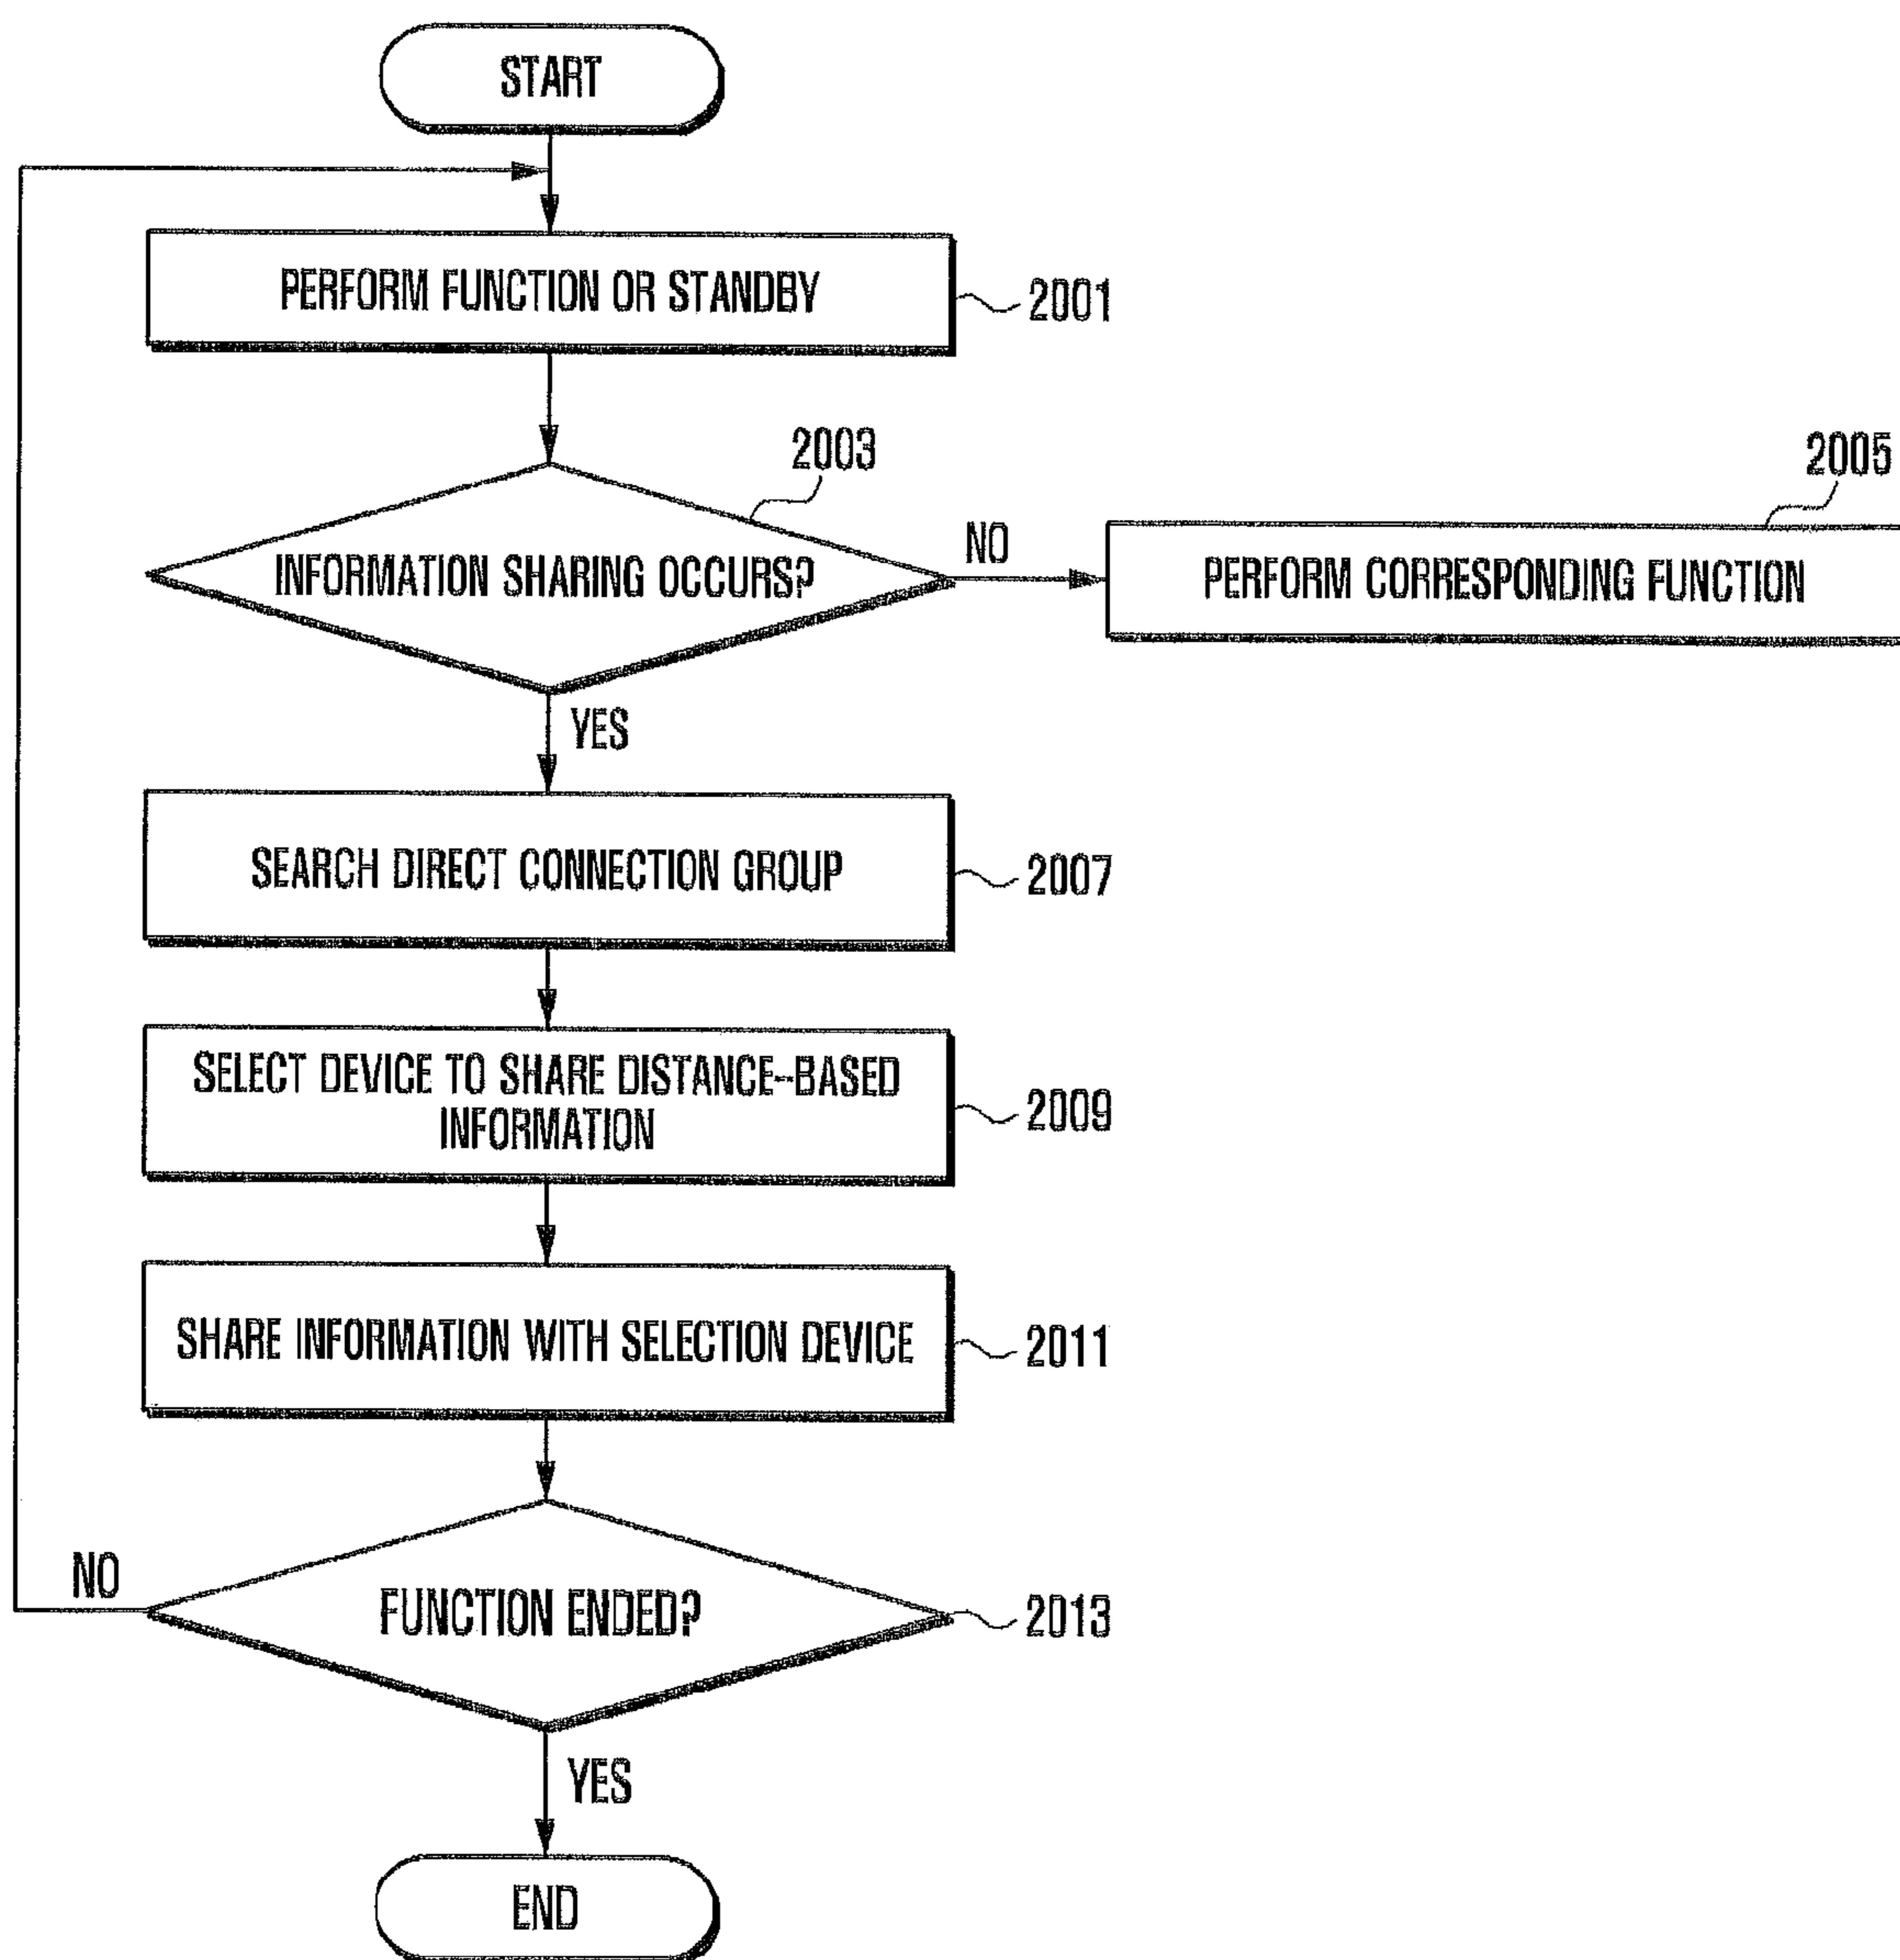 START
PERFORM FUNCTION OR STANDBY
2001
2003
INFORMATION SHARING OCCURS?
NO
2005
PERFORM CORRESPONDING FUNCTION
YES
SEARCH DIRECT CONNECTION GROUP
2007
SELECT DEVICE TO SHARE DISTANCE-BASED
INFORMATION
2009
SHARE INFORMATION WITH SELECTION DEVICE
2011
NO
FUNCTION ENDED?
2013
YES
END